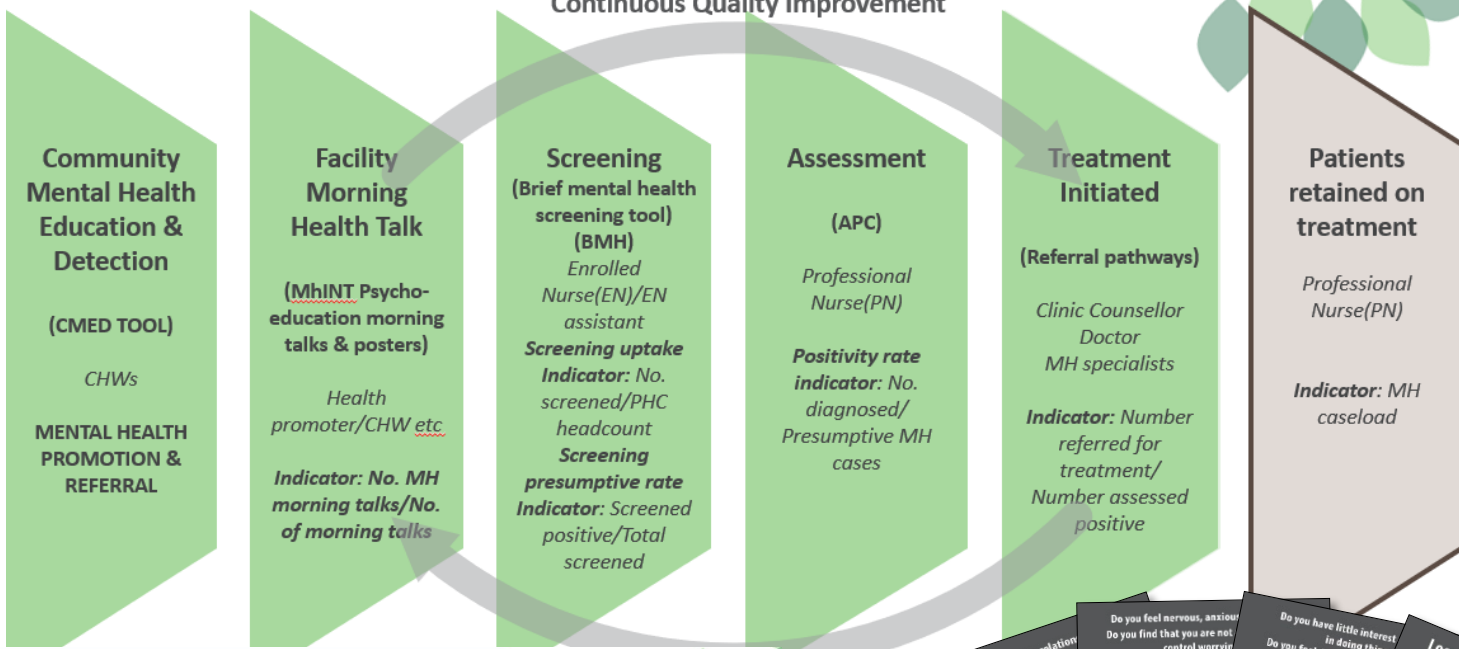 Continuous Quality Improvement
Community
Mental Health
Education &
Detection
(CMED TOOL)
CHWs
MENTAL HEALTH
PROMOTION &
REFERRAL
Facility
Morning
Health Talk
(MhINT Psycho-
education morning
talks & posters)
Health
promoter/CHW etc
Indicator: No. MH
morning talks/No.
of morning talks
Screening
(Brief mental health
screening tool)
(BMH)
Enrolled
Nurse(EN)/EN
assistant
Screening uptake
Indicator: No.
screened/PHC
headcount
Screening
presumptive rate
Indicator: Screened
positive/Total
screened
Assessment
(APC)
Professional
Nurse(PN)
Positivity rate
indicator: No.
diagnosed/
Presumptive MH
cases
Treatment
Initiated
(Referral pathways)
Clinic Counsellor
Doctor
MH specialists
Indicator: Number
referred for
treatment/
Number assessed
positive
Patients
retained on
treatment
Professional
Nurse(PN)
Indicator: MH
caseload
Do you feel nervous,
Do you find that you are not
control
Do you have little interest
in doing
Do you